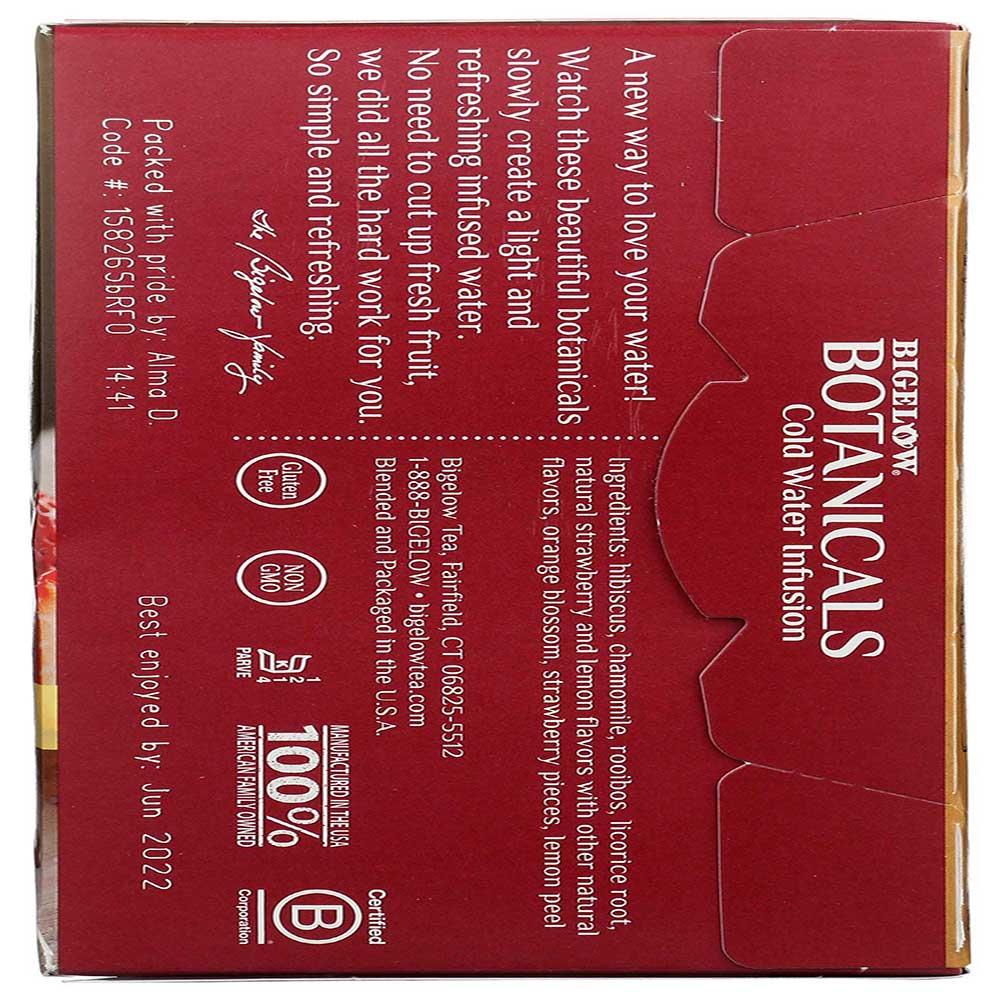 BIGELOW®
BOTANICALS
Cold Water Infusion
A new way to love your water!
Watch these beautiful botanicals
slowly create a light and
refreshing infused water.
No need to cut up fresh fruit,
we did all the hard work for you.
So simple and refreshing.
The Bigelow Family
Packed with pride by: Alma D.
Code #: 158265bRFO 14:41
Ingredients: hibiscus, chamomile, rooibos, licorice root,
natural strawberry and lemon flavors with other natural
flavors, orange blossom, strawberry pieces, lemon peel
Bigelow Tea, Fairfield, CT 06825-5512
1-888-BIGELOW • bigelowtea.com
Blended and Packaged in the U.S.A.
Gluten
Free
NON
GMO
PARVE
MANUFACTURED IN THE USA
100%
AMERICAN FAMILY OWNED
Certified
B
Corporation
Best enjoyed by: Jun 2022